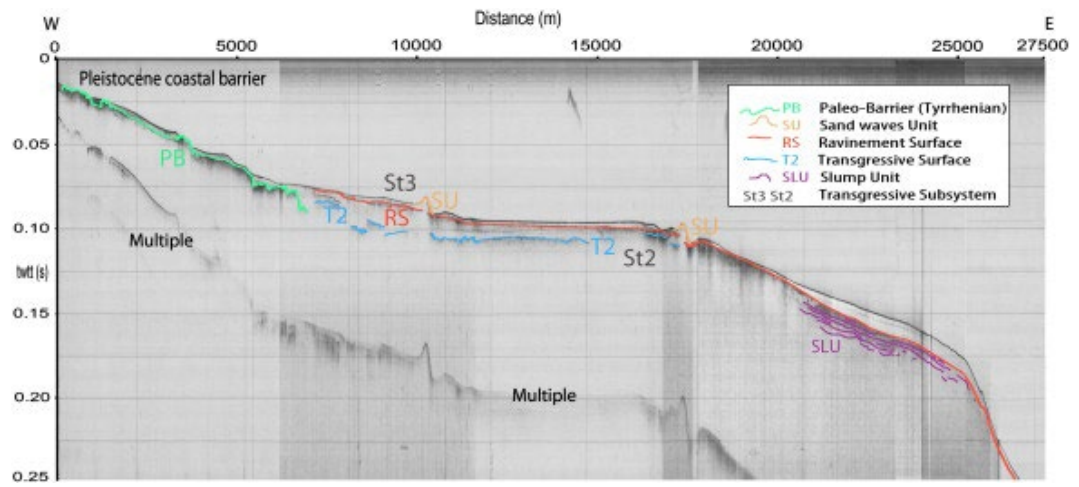 Distance (m)
W E
0 5000 10000 15000 20000 25000 27500
0
Pleistocene coastal barrier
PB Paleo-Barrier (Tyrrhenian)
SU Sand waves Unit
RS Ravinement Surface
T2 Transgressive Surface
SLU Slump Unit
St3 St2 Transgressive Subsystem
0.05
PB
St3 SU
T2 RS
0.10
SU
T2
Multiple
St2
twtt (s)
0.15
SLU
0.20
Multiple
0.25